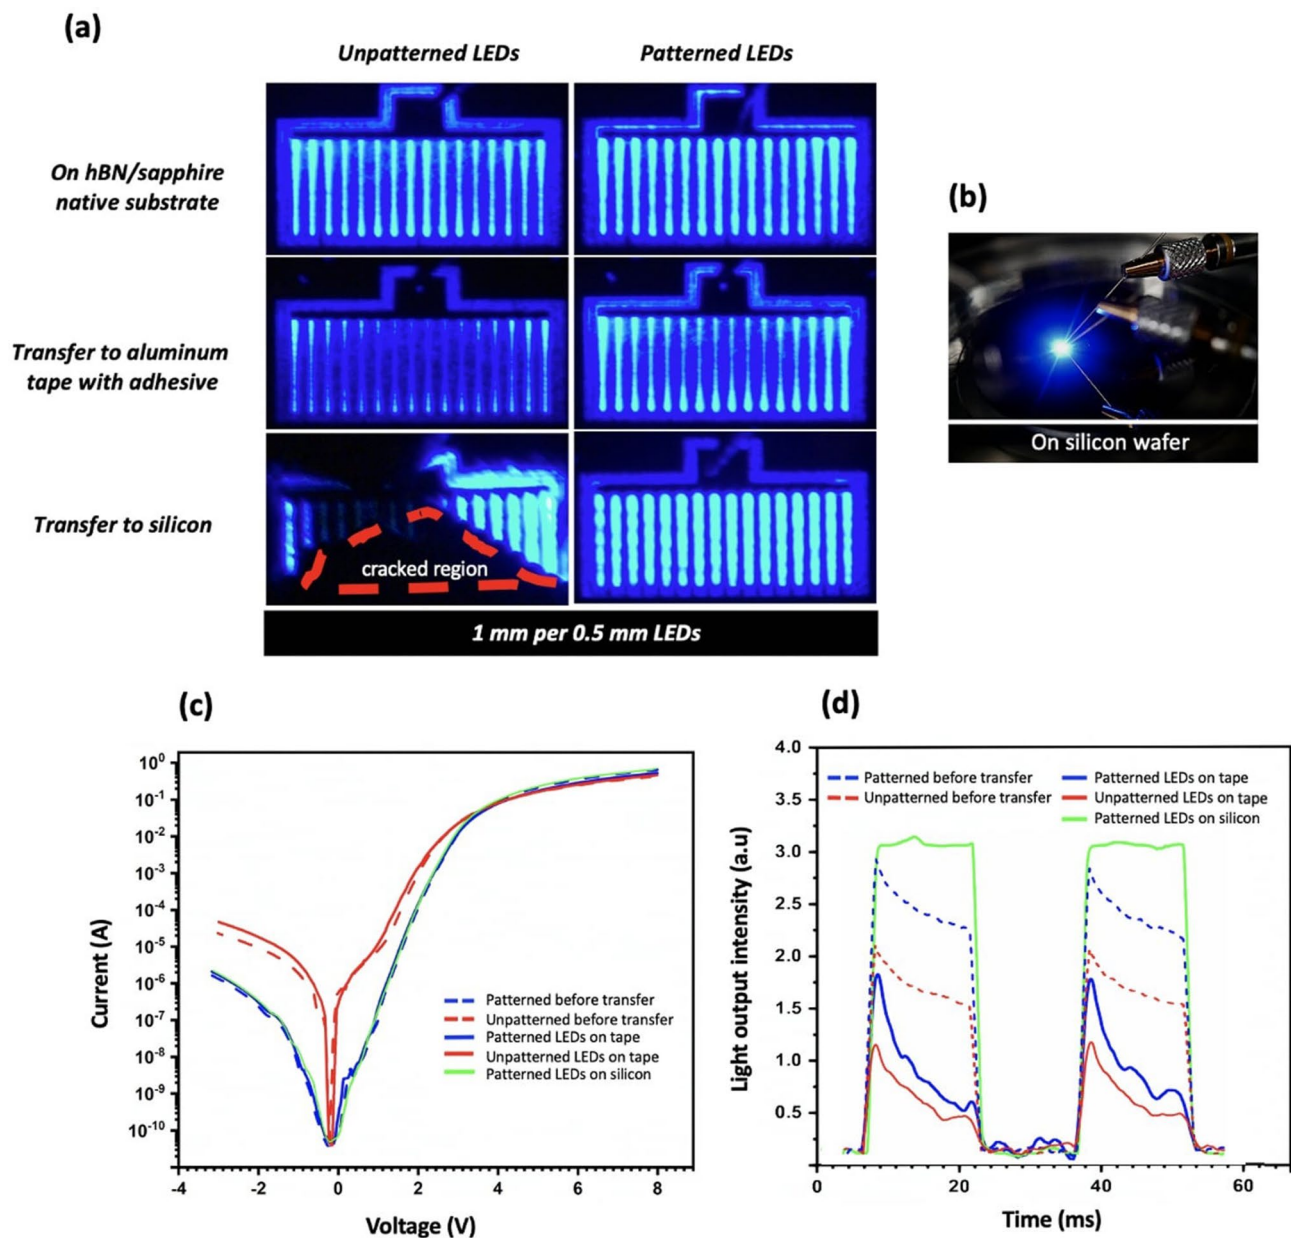 (a)
Unpatterned LEDs
Patterned LEDs
On hBN/sapphire
native substrate
Transfer to aluminum
tape with adhesive
Transfer to silicon
cracked region
1 mm per 0.5 mm LEDs
(b)
On silicon wafer
(c)
10⁰
10⁻¹
10⁻²
10⁻³
10⁻⁴
10⁻⁵
10⁻⁶
10⁻⁷
10⁻⁸
10⁻⁹
10⁻¹⁰
Current (A)
Patterned before transfer
Unpatterned before transfer
Patterned LEDs on tape
Unpatterned LEDs on tape
Patterned LEDs on silicon
-4 -2 0 2 4 6 8
Voltage (V)
(d)
4.0
3.5
3.0
2.5
2.0
1.5
1.0
0.5
Light output intensity (a.u)
Patterned before transfer
Unpatterned before transfer
Patterned LEDs on tape
Unpatterned LEDs on tape
Patterned LEDs on silicon
0 20 40 60
Time (ms)